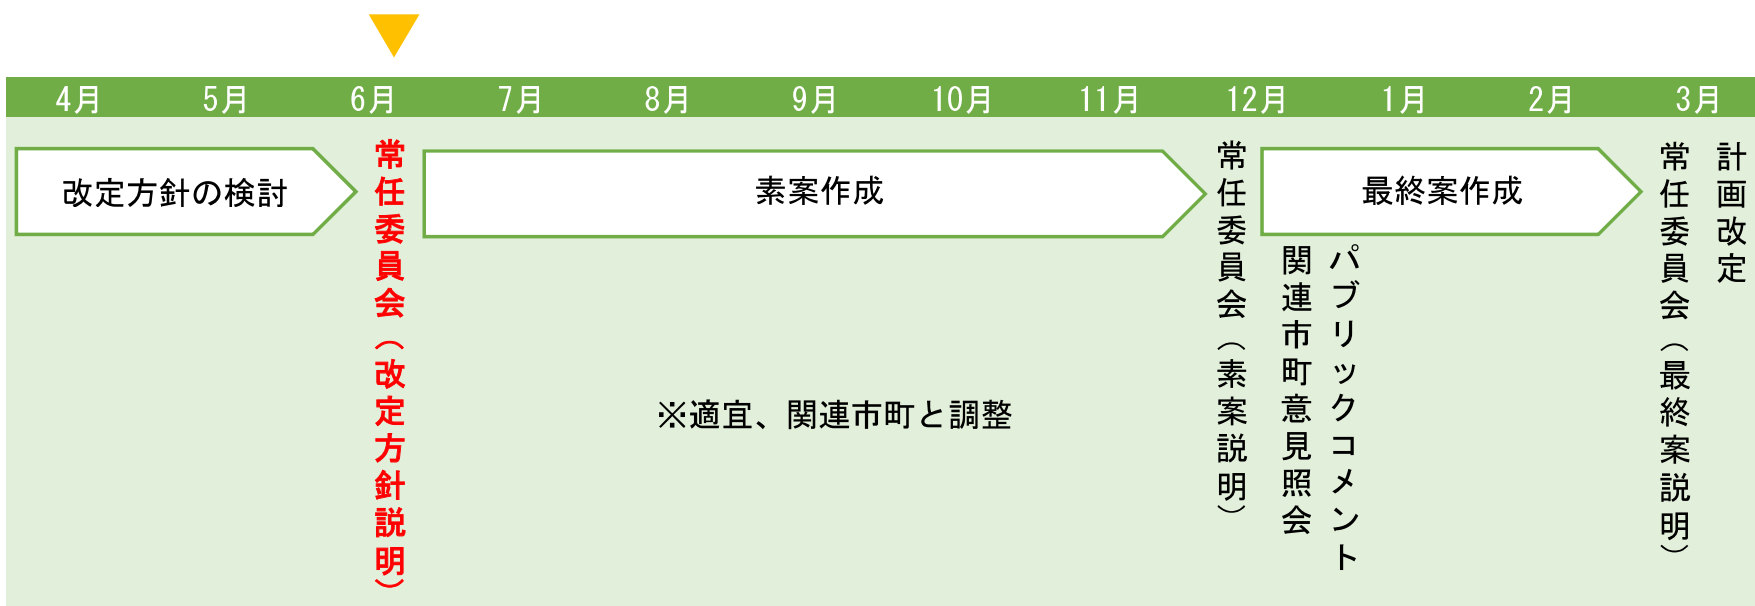 4月 5月 6月 7月 8月 9月 10月 11月 12月 1月 2月 3月
改定方針の検討
常任委員会（改定方針説明）
素案作成
※適宜、関連市町と調整
常任委員会（素案説明）
最終案作成
関連市町意見照会
パブリックコメント
常任委員会（最終案説明）
計画改定